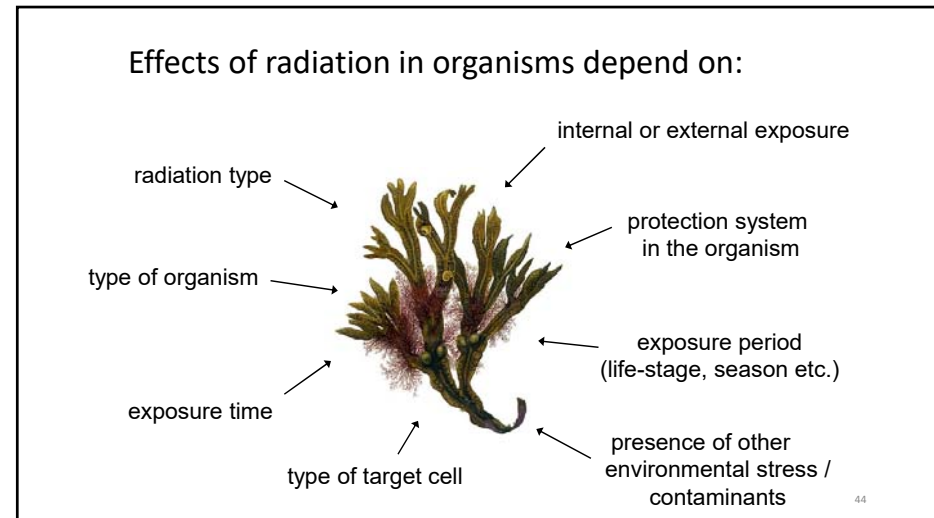 Effects of radiation in organisms depend on:
internal or external exposure
radiation type
protection system
in the organism
type of organism
exposure period
(life-stage, season etc.)
exposure time
presence of other
environmental stress /
contaminants
type of target cell
44